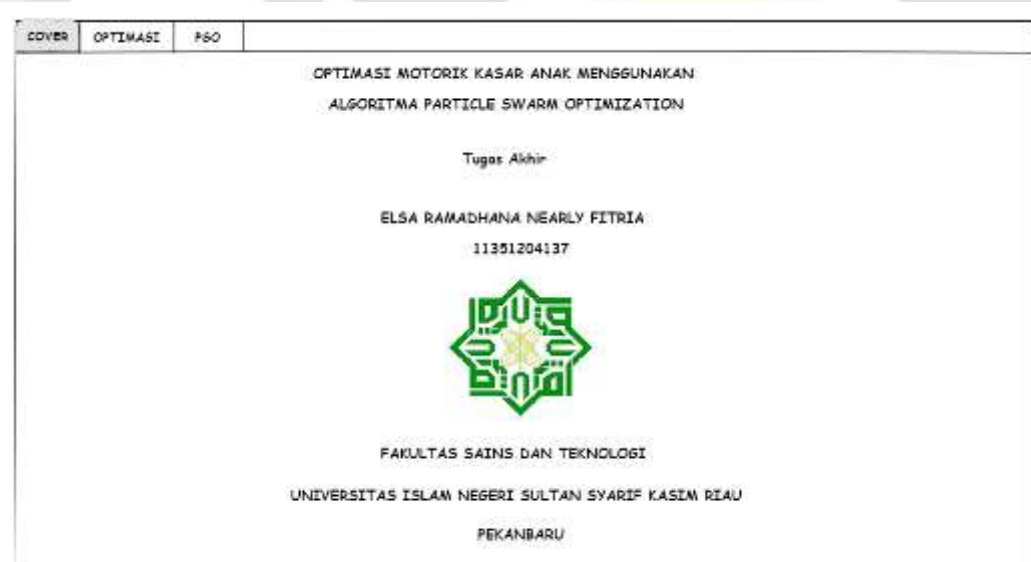 COVER OPTIMASI PSO
OPTIMASI MOTORIK KASAR ANAK MENGGUNAKAN
ALGORITMA PARTICLE SWARM OPTIMIZATION
Tugas Akhir
ELSA RAMADHANA NEARLY FITRIA
11351204137
FAKULTAS SAINS DAN TEKNOLOGI
UNIVERSITAS ISLAM NEGERI SULTAN SYARIF KASIM RIAU
PEKANBARU